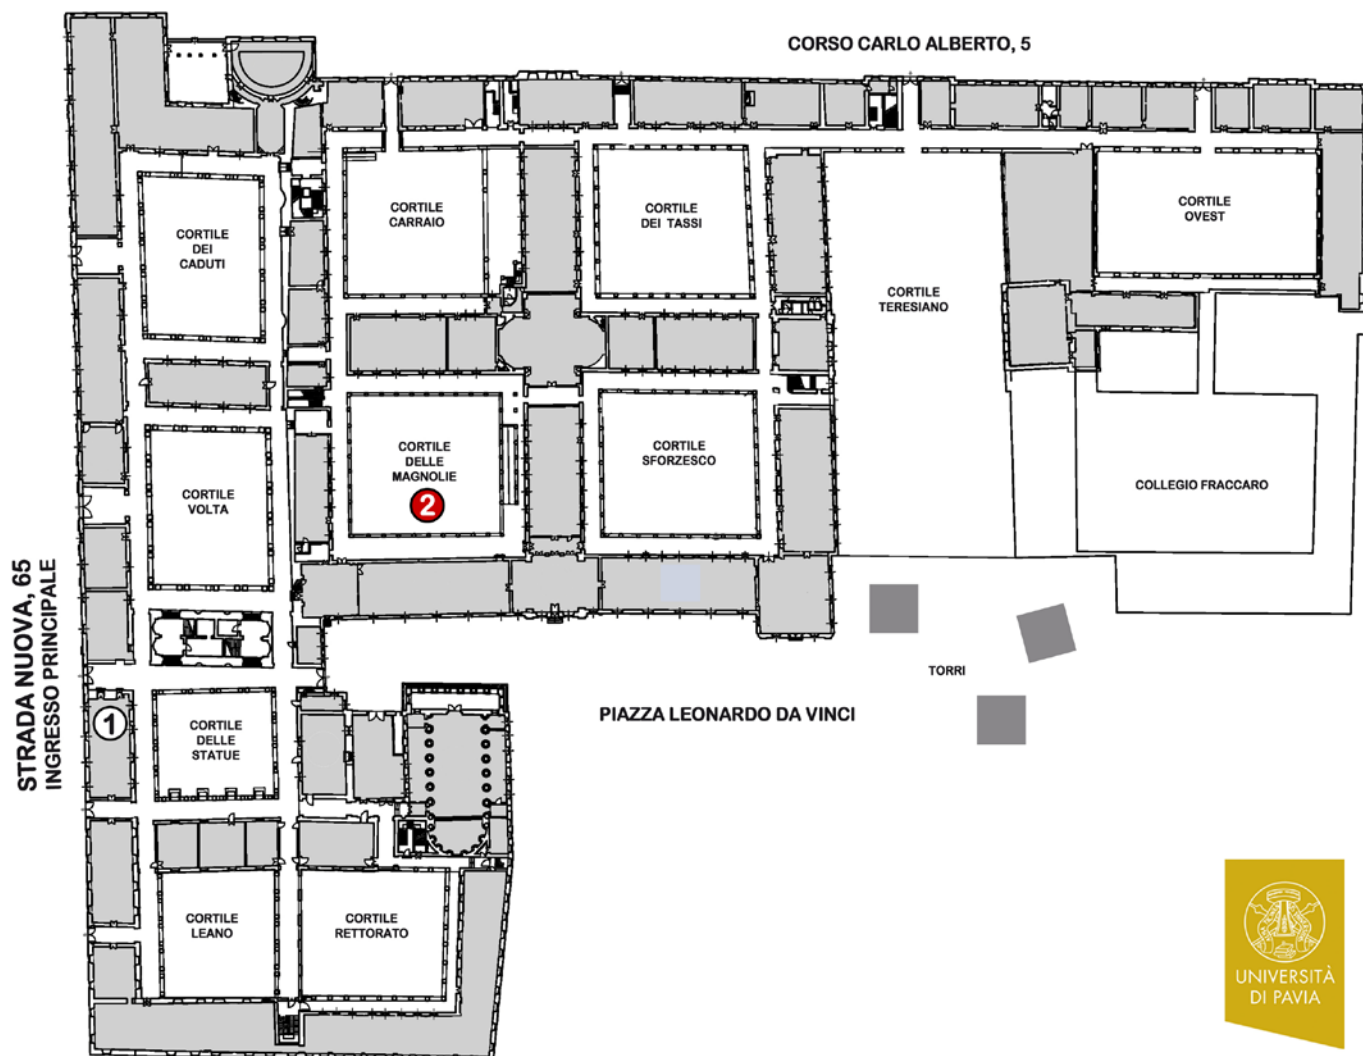 CORSO CARLO ALBERTO, 5
CORTILE
DEI
CADUTI
CORTILE
CARRAIO
CORTILE
DEI TASSI
CORTILE
TERESIANO
CORTILE
OVEST
CORTILE
VOLTA
CORTILE
DELLE
MAGNOLIE
2
CORTILE
SFORZESCO
COLLEGIO FRACCARO
STRADA NUOVA, 65
INGRESSO PRINCIPALE
1
CORTILE
DELLE
STATUE
PIAZZA LEONARDO DA VINCI
TORRI
CORTILE
LEANO
CORTILE
RETTORATO
UNIVERSITÀ
DI PAVIA